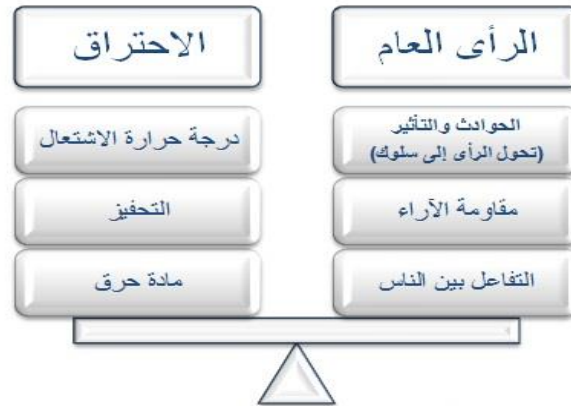 الرأى العام
الاحتراق
الحوادث والتأثير
(تحول الرأى إلى سلوك)
درجة حرارة الاشتعال
مقاومة الآراء
التحفيز
التفاعل بين الناس
مادة حرق